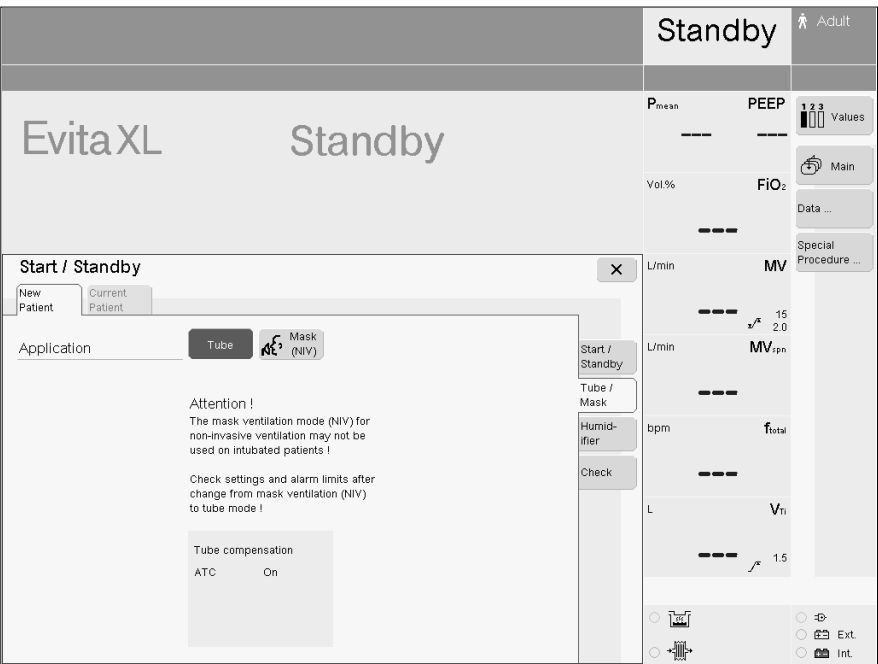 Standby
Adult
Evita XL
Standby
Pmean PEEP
--- ---
1 2 3
Values
Main
Vol.% FiO2
---
Data ...
Special
Procedure ...
Start / Standby
L/min MV
--- 15
2.0
New
Patient
Current
Patient
Application
Tube
Mask
(NIV)
Start /
Standby
L/min MVspn
---
Tube /
Mask
Attention !
The mask ventilation mode (NIV) for
non-invasive ventilation may not be
used on intubated patients !
Humid-
ifier
bpm ftotal
---
Check settings and alarm limits after
change from mask ventilation (NIV)
to tube mode !
Check
L VTi
--- 1.5
Tube compensation
ATC On
Ext.
Int.